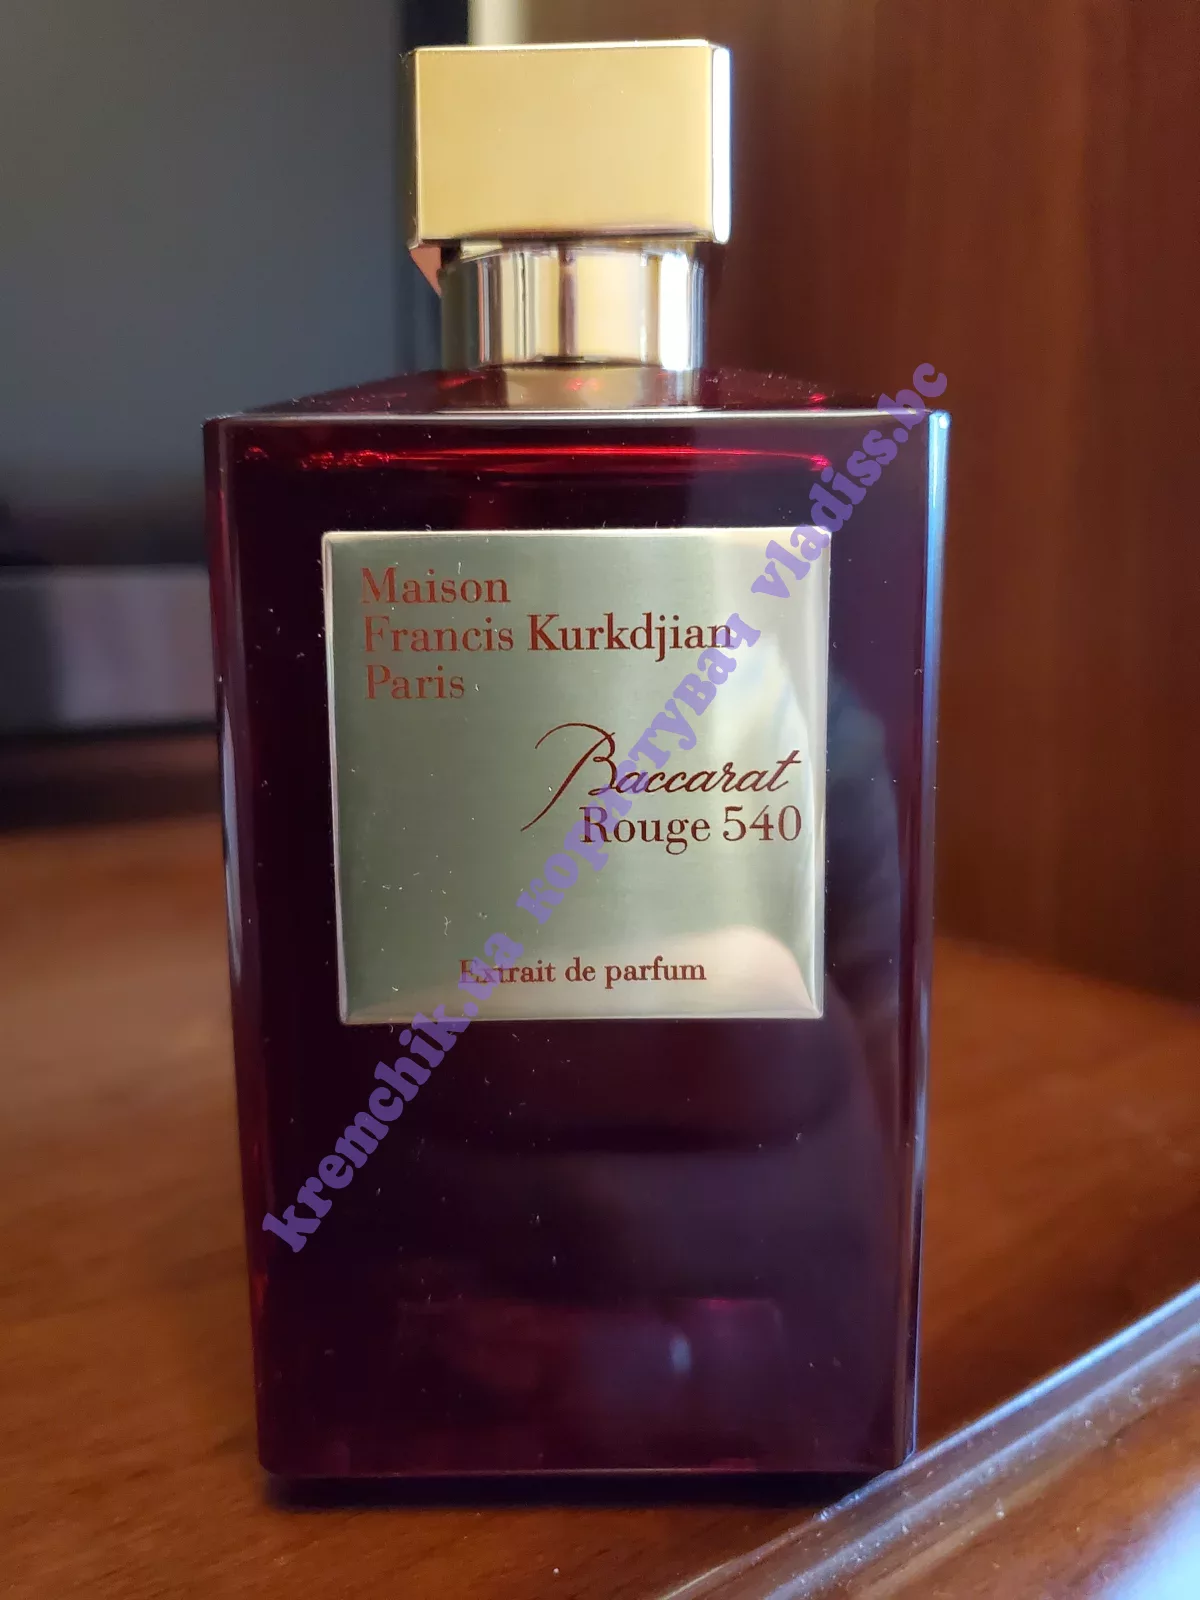 Maison
Francis Kurkdjian
Paris
Baccarat
Rouge 540
Extrait de parfum
kremchik.ua користувач vladiss.bc